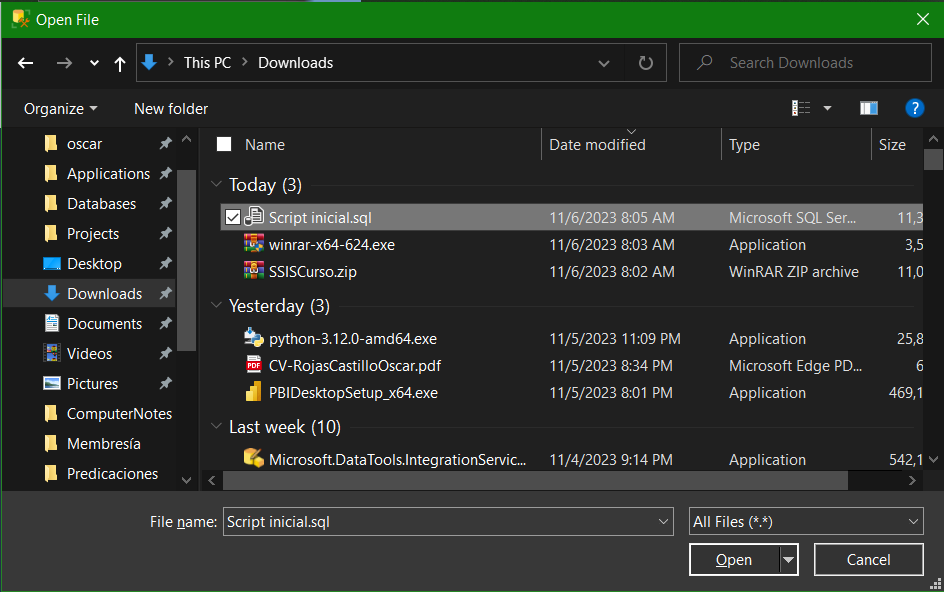 Open File
This PC > Downloads
Search Downloads
Organize
New folder
?
Name Date modified Type Size
oscar
Applications
Databases
Projects
Desktop
Downloads
Documents
Videos
Pictures
ComputerNotes
Membresía
Predicaciones
Today (3)
Script inicial.sql 11/6/2023 8:05 AM Microsoft SQL Ser... 11,3
winrar-x64-624.exe 11/6/2023 8:03 AM Application 3,5
SSISCurso.zip 11/6/2023 8:02 AM WinRAR ZIP archive 11,0
Yesterday (3)
python-3.12.0-amd64.exe 11/5/2023 11:09 PM Application 25,8
CV-RojasCastilloOscar.pdf 11/5/2023 8:34 PM Microsoft Edge PD... 6
PBIDesktopSetup_x64.exe 11/5/2023 8:01 PM Application 469,1
Last week (10)
Microsoft.DataTools.IntegrationServic... 11/4/2023 9:14 PM Application 542,1
File name: Script inicial.sql
All Files (*.*)
Open
Cancel